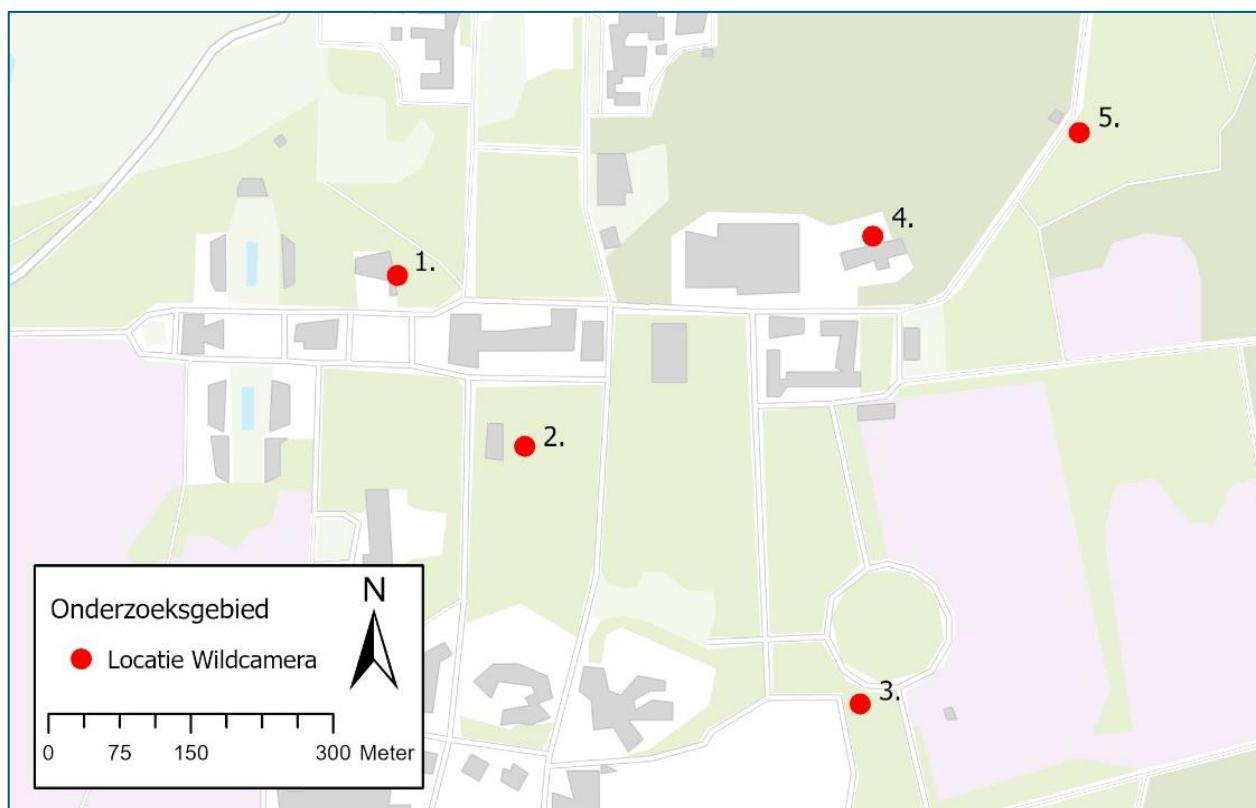 5.
4.
1.
2.
3.
Onderzoeksgebied
N
Locatie Wildcamera
0 75 150 300 Meter